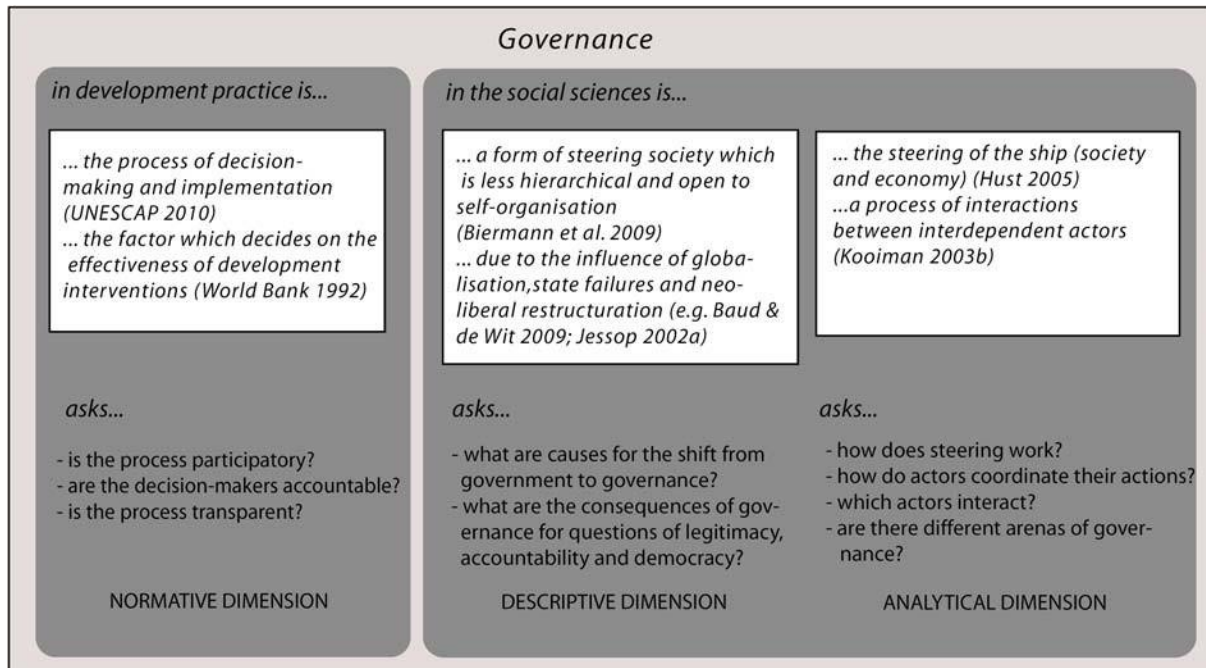 Governance
in development practice is...
... the process of decision-
making and implementation
(UNESCAP 2010)
... the factor which decides on the
effectiveness of development
interventions (World Bank 1992)
asks...
- is the process participatory?
- are the decision-makers accountable?
- is the process transparent?
NORMATIVE DIMENSION
in the social sciences is...
... a form of steering society which
is less hierarchical and open to
self-organisation
(Biermann et al. 2009)
... due to the influence of globa-
lisation,state failures and neo-
liberal restructuration (e.g. Baud &
de Wit 2009; Jessop 2002a)
asks...
- what are causes for the shift from
government to governance?
- what are the consequences of gov-
ernance for questions of legitimacy,
accountability and democracy?
DESCRIPTIVE DIMENSION
... the steering of the ship (society
and economy) (Hust 2005)
...a process of interactions
between interdependent actors
(Kooiman 2003b)
asks...
- how does steering work?
- how do actors coordinate their actions?
- which actors interact?
- are there different arenas of gover-
nance?
ANALYTICAL DIMENSION